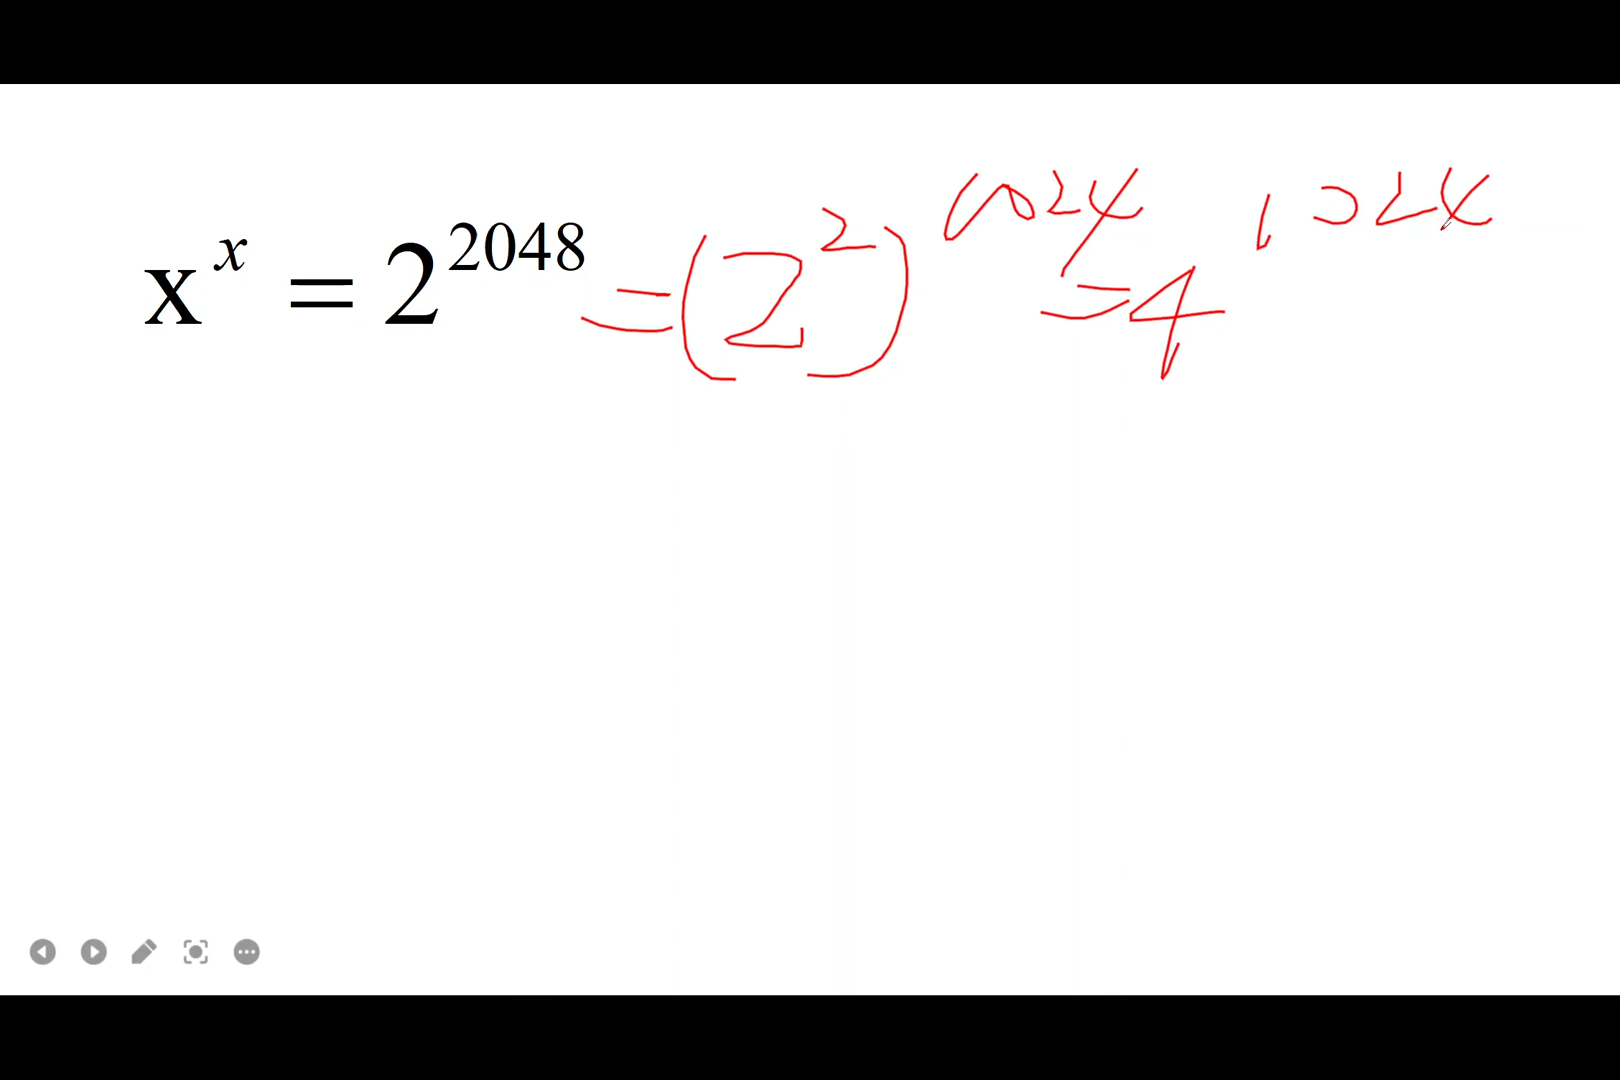 x^x = 2^2048 = (2^2)^1024 = 4^1024